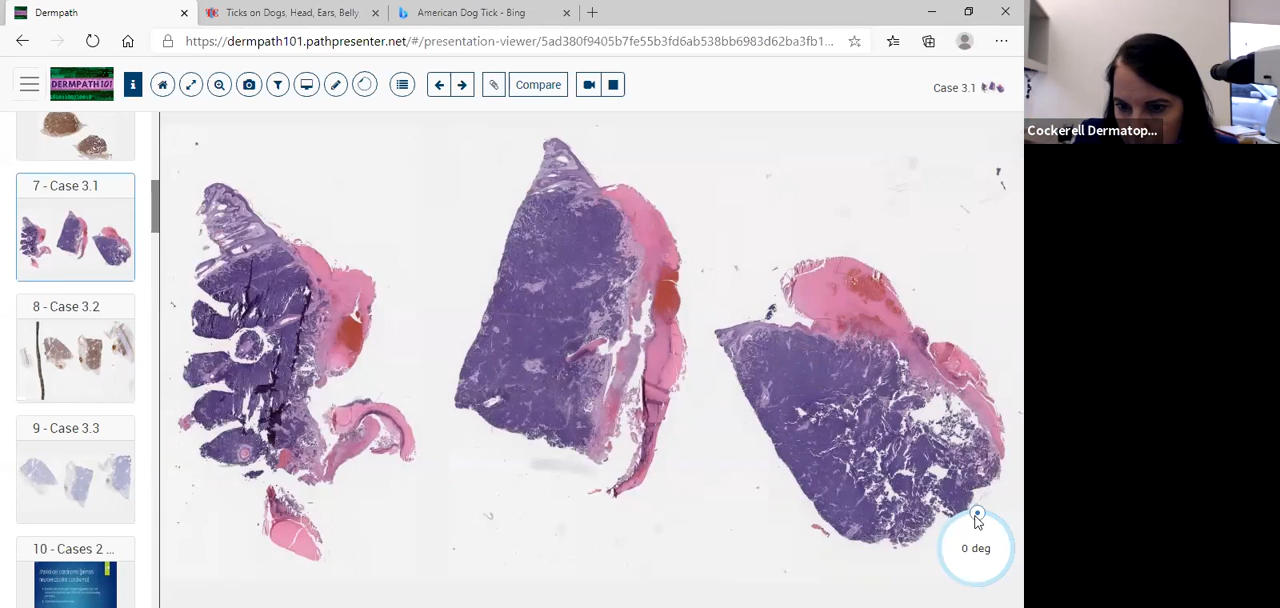 Dermpath
Ticks on Dogs, Head, Ears, Belly
American Dog Tick - Bing
https://dermpath101.pathpresenter.net/#/presentation-viewer/5ad380f9405b7fe55b3fd6ab538bb6983d62ba3fb1...
DERMPATH 101
Compare
Case 3.1
Cockerell Dermatop...
7 - Case 3.1
8 - Case 3.2
9 - Case 3.3
10 - Cases 2 ...
0 deg